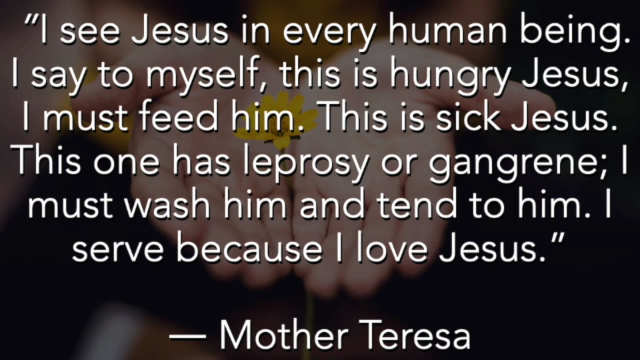 "I see Jesus in every human being.
I say to myself, this is hungry Jesus,
I must feed him. This is sick Jesus.
This one has leprosy or gangrene; I
must wash him and tend to him. I
serve because I love Jesus."
— Mother Teresa